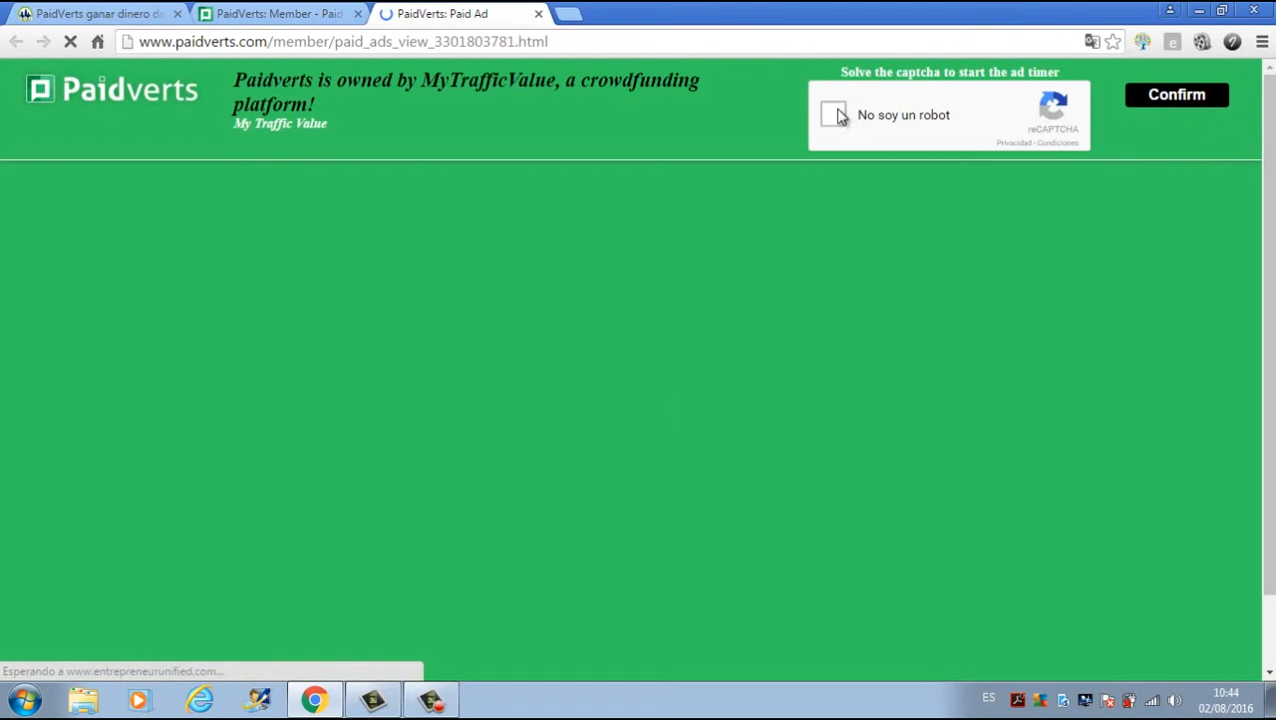 PaidVerts ganar dinero de
PaidVerts: Member - Paid
PaidVerts: Paid Ad
www.paidverts.com/member/paid_ads_view_3301803781.html
Paidverts
Paidverts is owned by MyTrafficValue, a crowdfunding
platform!
My Traffic Value
Solve the captcha to start the ad timer
No soy un robot
reCAPTCHA
Privacidad - Condiciones
Confirm
Esperando a www.entrepreneurunified.com...
ES
10:44
02/08/2016